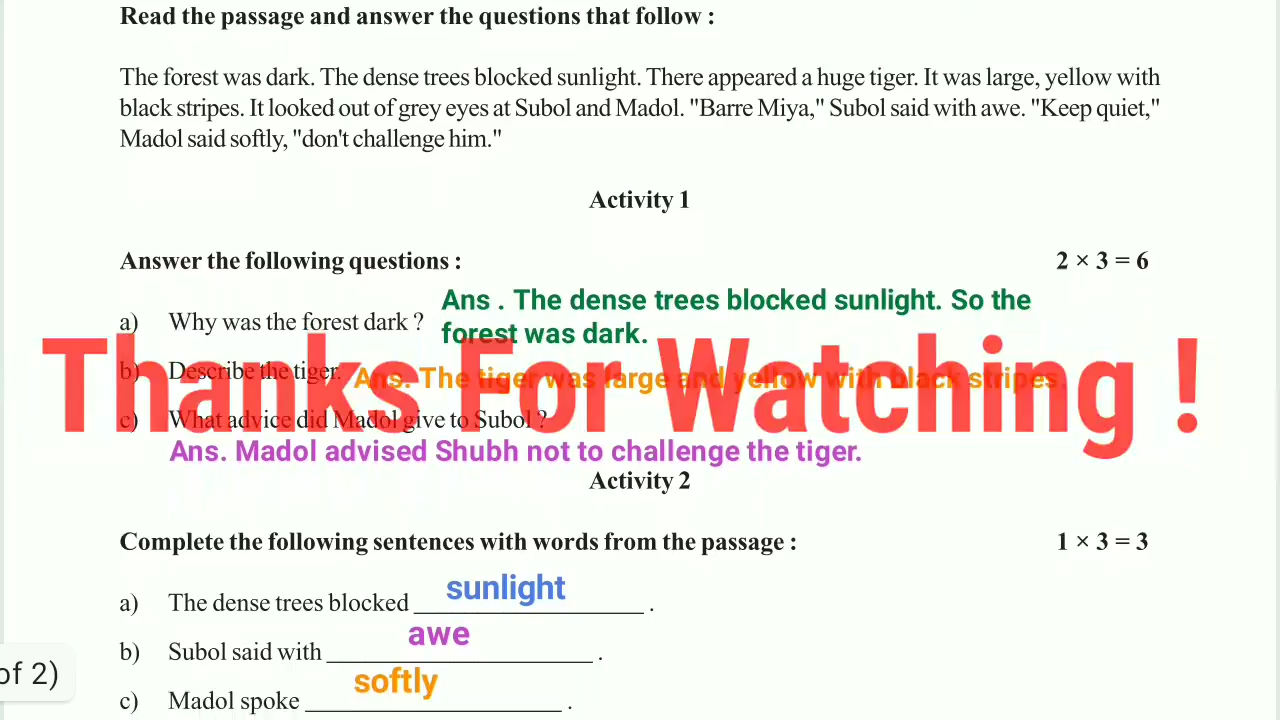 Read the passage and answer the questions that follow :
The forest was dark. The dense trees blocked sunlight. There appeared a huge tiger. It was large, yellow with
black stripes. It looked out of grey eyes at Subol and Madol. "Barre Miya," Subol said with awe. "Keep quiet,"
Madol said softly, "don't challenge him."
Activity 1
Answer the following questions : 2 × 3 = 6
a) Why was the forest dark ? Ans . The dense trees blocked sunlight. So the
forest was dark.
Thanks For Watching !
b) Describe the tiger. Ans. The tiger was large and yellow with black stripes.
c) What advice did Madol give to Subol ?
Ans. Madol advised Shubh not to challenge the tiger.
Activity 2
Complete the following sentences with words from the passage : 1 × 3 = 3
a) The dense trees blocked sunlight .
b) Subol said with awe .
c) Madol spoke softly .
of 2)